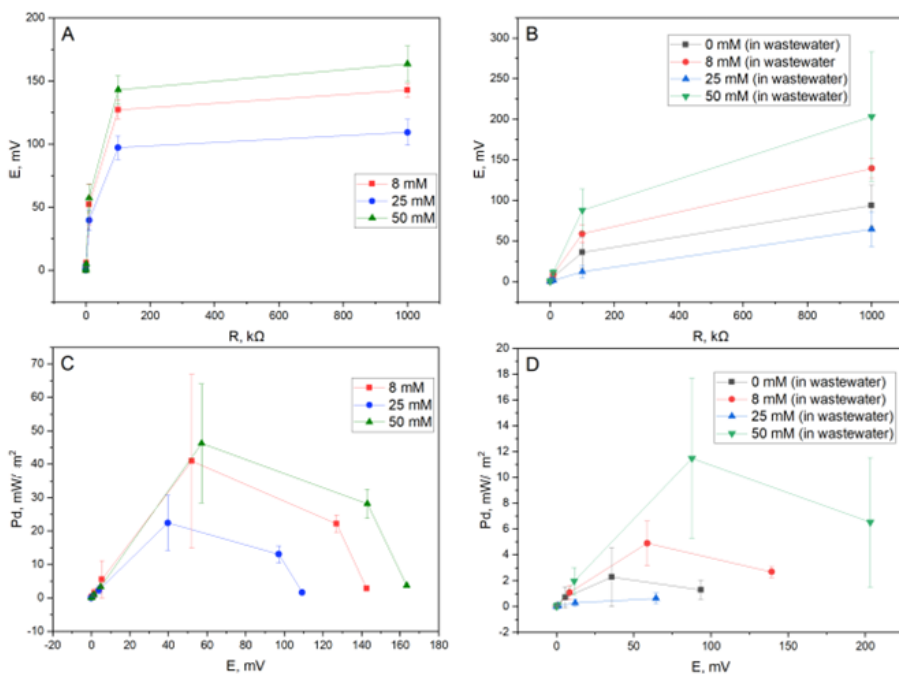 A
200
150
100
50
0
E, mV
0 200 400 600 800 1000
R, kΩ
8 mM
25 mM
50 mM
B
300
250
200
150
100
50
0
E, mV
0 200 400 600 800 1000
R, kΩ
0 mM (in wastewater)
8 mM (in wastewater
25 mM (in wastewater)
50 mM (in wastewater)
C
70
60
50
40
30
20
10
0
-10
Pd, mW/ m²
0 20 40 60 80 100 120 140 160
E, mV
8 mM
25 mM
50 mM
D
20
18
16
14
12
10
8
6
4
2
0
-2
Pd, mW/ m²
0 50 100 150 200
E, mV
0 mM (in wastewater)
8 mM (in wastewater)
25 mM (in wastewater)
50 mM (in wastewater)